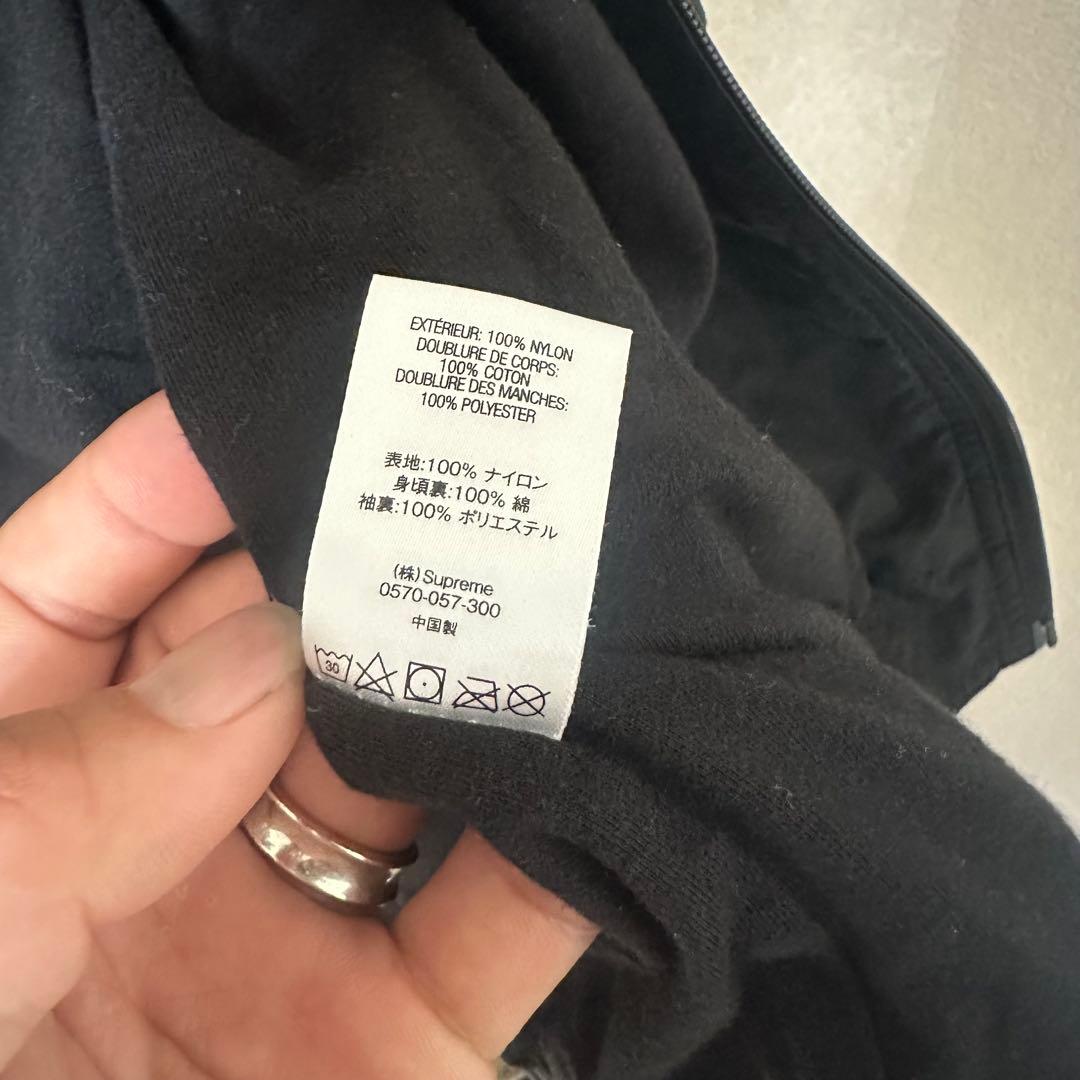 EXTÉRIEUR: 100% NYLON
DOUBLURE DE CORPS:
100% COTON
DOUBLURE DES MANCHES:
100% POLYESTER
表地:100% ナイロン
身頃裏:100% 綿
袖裏:100% ポリエステル
(株)Supreme
0570-057-300
中国製
30